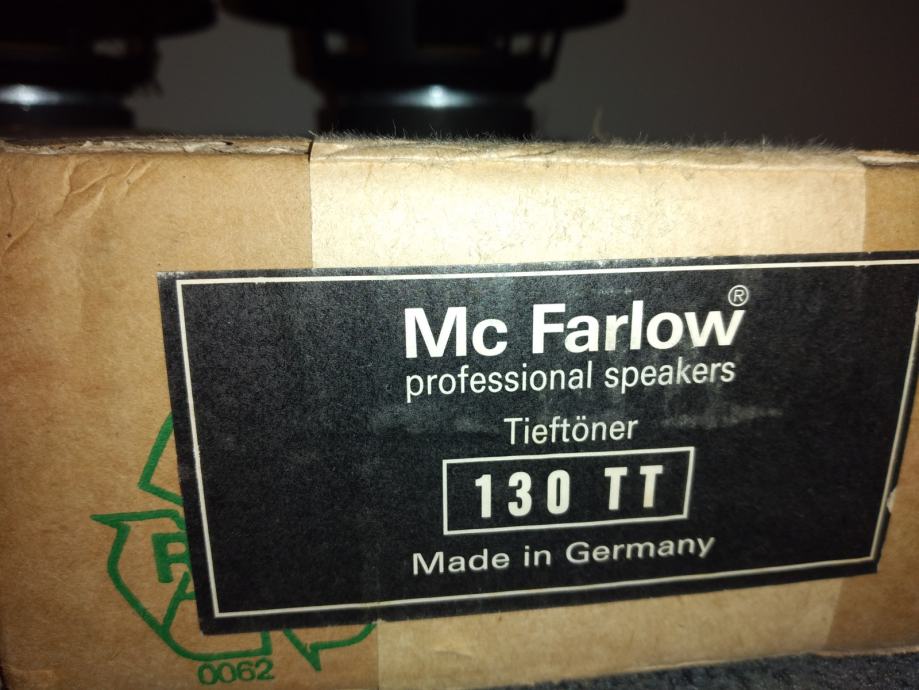 Mc Farlow®
professional speakers
Tieftöner
130 TT
Made in Germany
0062